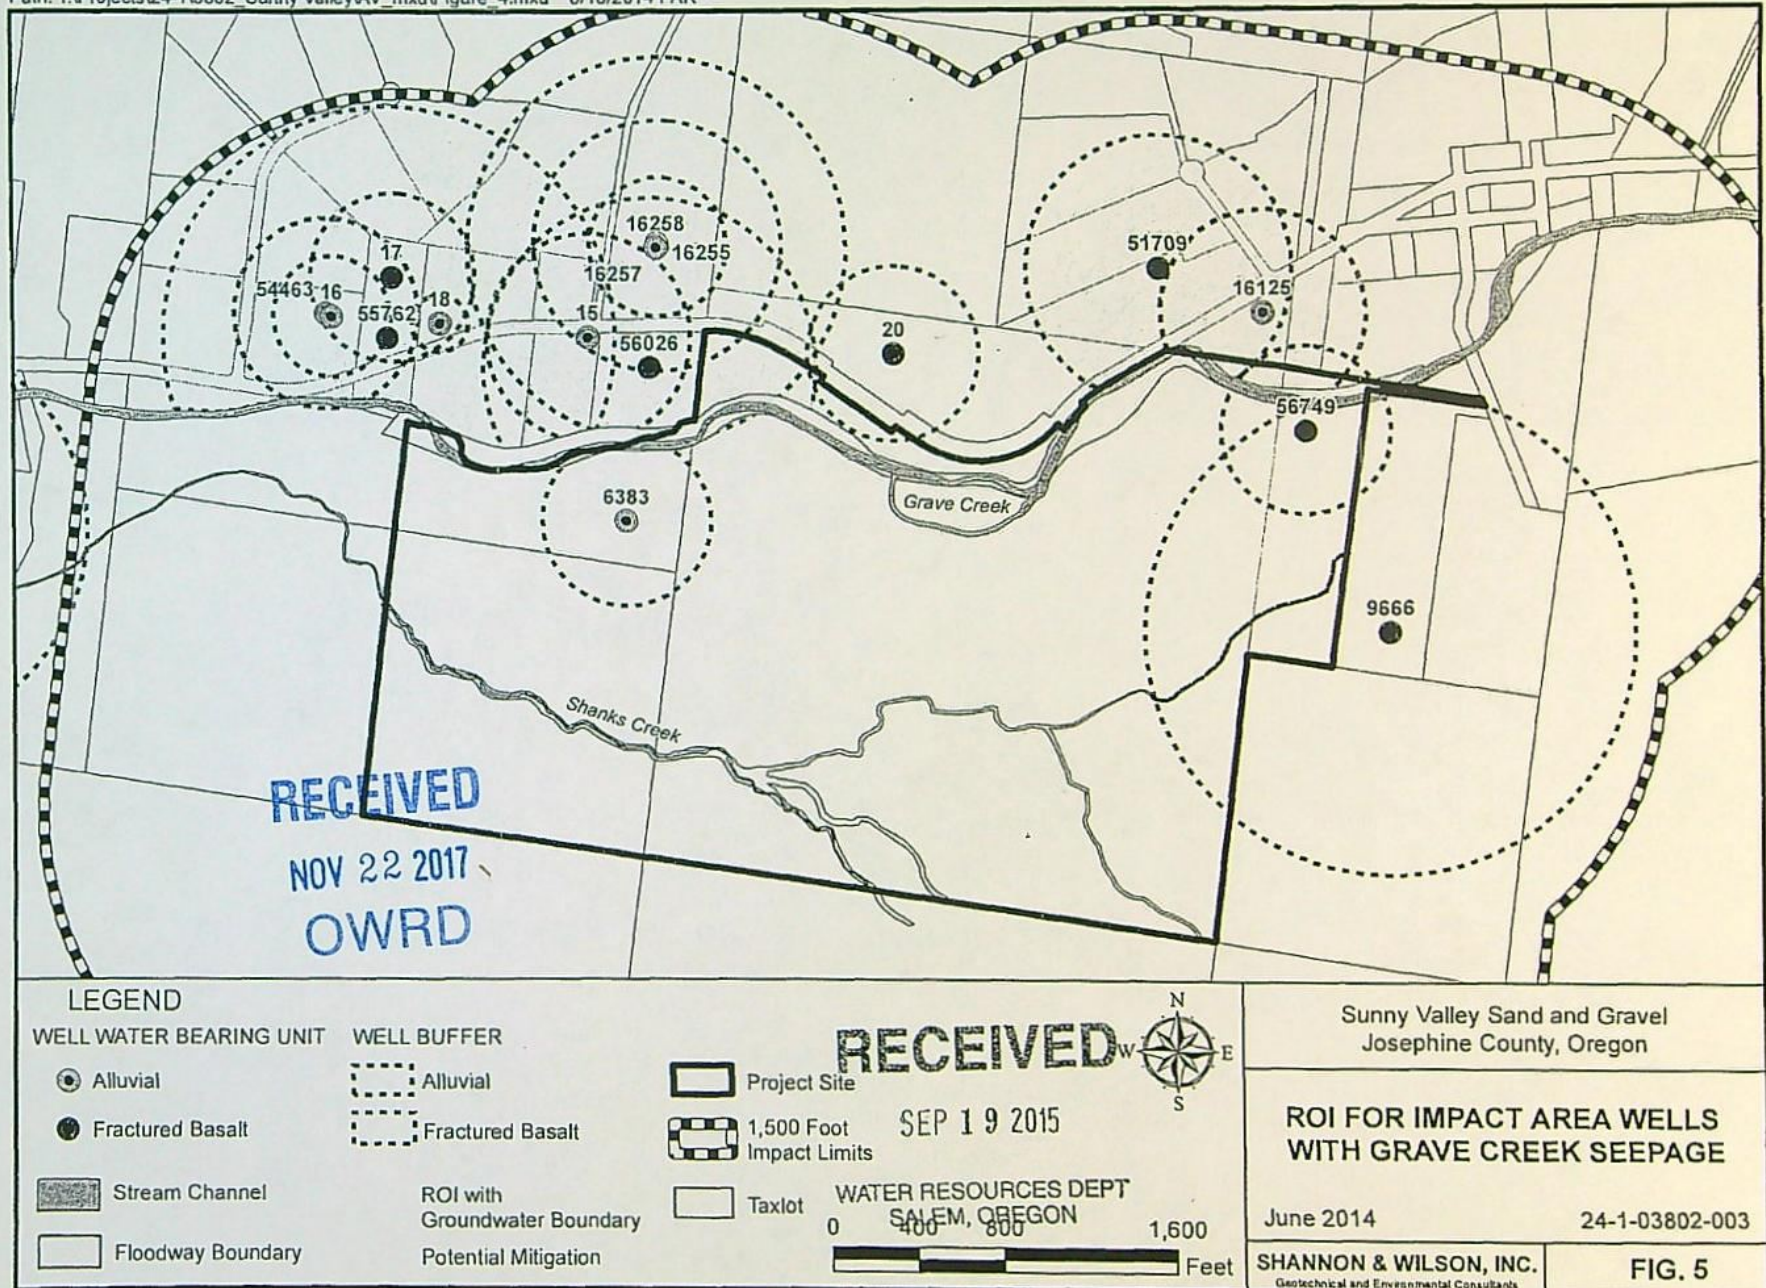 16258
16255
17
16257
51709
16125
54463
16
18
55762
15
56026
20
56749
6383
Grave Creek
9666
Shanks Creek
RECEIVED
NOV 22 2017
OWRD
LEGEND
WELL WATER BEARING UNIT
Alluvial
Fractured Basalt
Stream Channel
Floodway Boundary
WELL BUFFER
Alluvial
Fractured Basalt
ROI with
Groundwater Boundary
Potential Mitigation
Project Site
1,500 Foot
Impact Limits
Taxlot
RECEIVED
SEP 19 2015
WATER RESOURCES DEPT
SALEM, OREGON
N
W
E
S
0 400 800 1,600
Feet
Sunny Valley Sand and Gravel
Josephine County, Oregon
ROI FOR IMPACT AREA WELLS
WITH GRAVE CREEK SEEPAGE
June 2014 24-1-03802-003
SHANNON & WILSON, INC.
Geotechnical and Environmental Consultants
FIG. 5